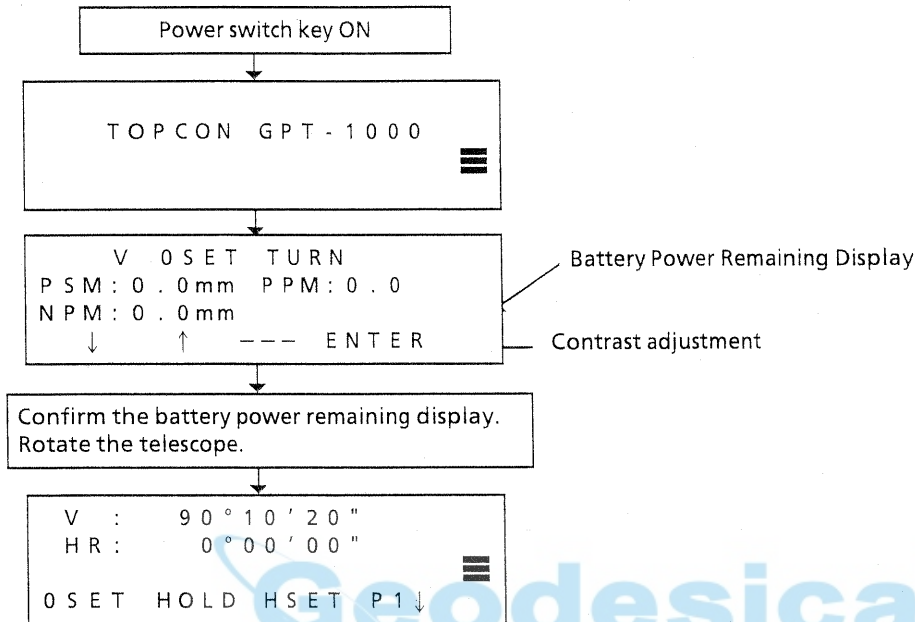 Power switch key ON
TOPCON GPT-1000
V 0SET TURN
PSM:0.0mm PPM:0.0
NPM:0.0mm
↓ ↑ --- ENTER
Battery Power Remaining Display
Contrast adjustment
Confirm the battery power remaining display.
Rotate the telescope.
V : 90°10'20"
HR: 0°00'00"
0SET HOLD HSET P1↓
Geodesica